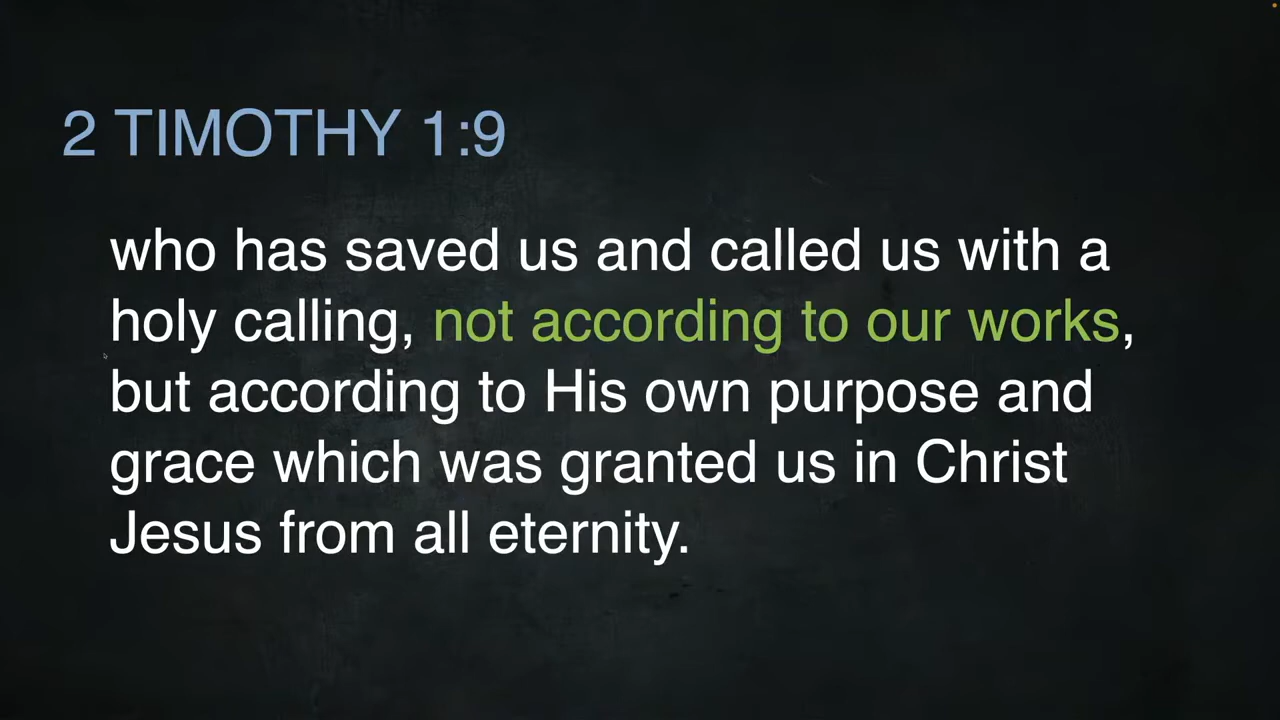 2 TIMOTHY 1:9
who has saved us and called us with a
holy calling, not according to our works,
but according to His own purpose and
grace which was granted us in Christ
Jesus from all eternity.